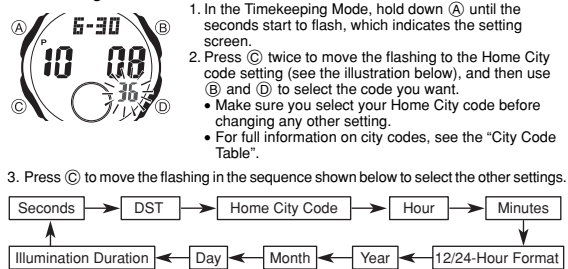 A
B
6-30
P
10 08
36
C
D
1. In the Timekeeping Mode, hold down Ⓐ until the
seconds start to flash, which indicates the setting
screen.
2. Press Ⓒ twice to move the flashing to the Home City
code setting (see the illustration below), and then use
Ⓑ and Ⓓ to select the code you want.
• Make sure you select your Home City code before
changing any other setting.
• For full information on city codes, see the “City Code
Table”.
3. Press Ⓒ to move the flashing in the sequence shown below to select the other settings.
Seconds DST Home City Code Hour Minutes
Illumination Duration Day Month Year 12/24-Hour Format